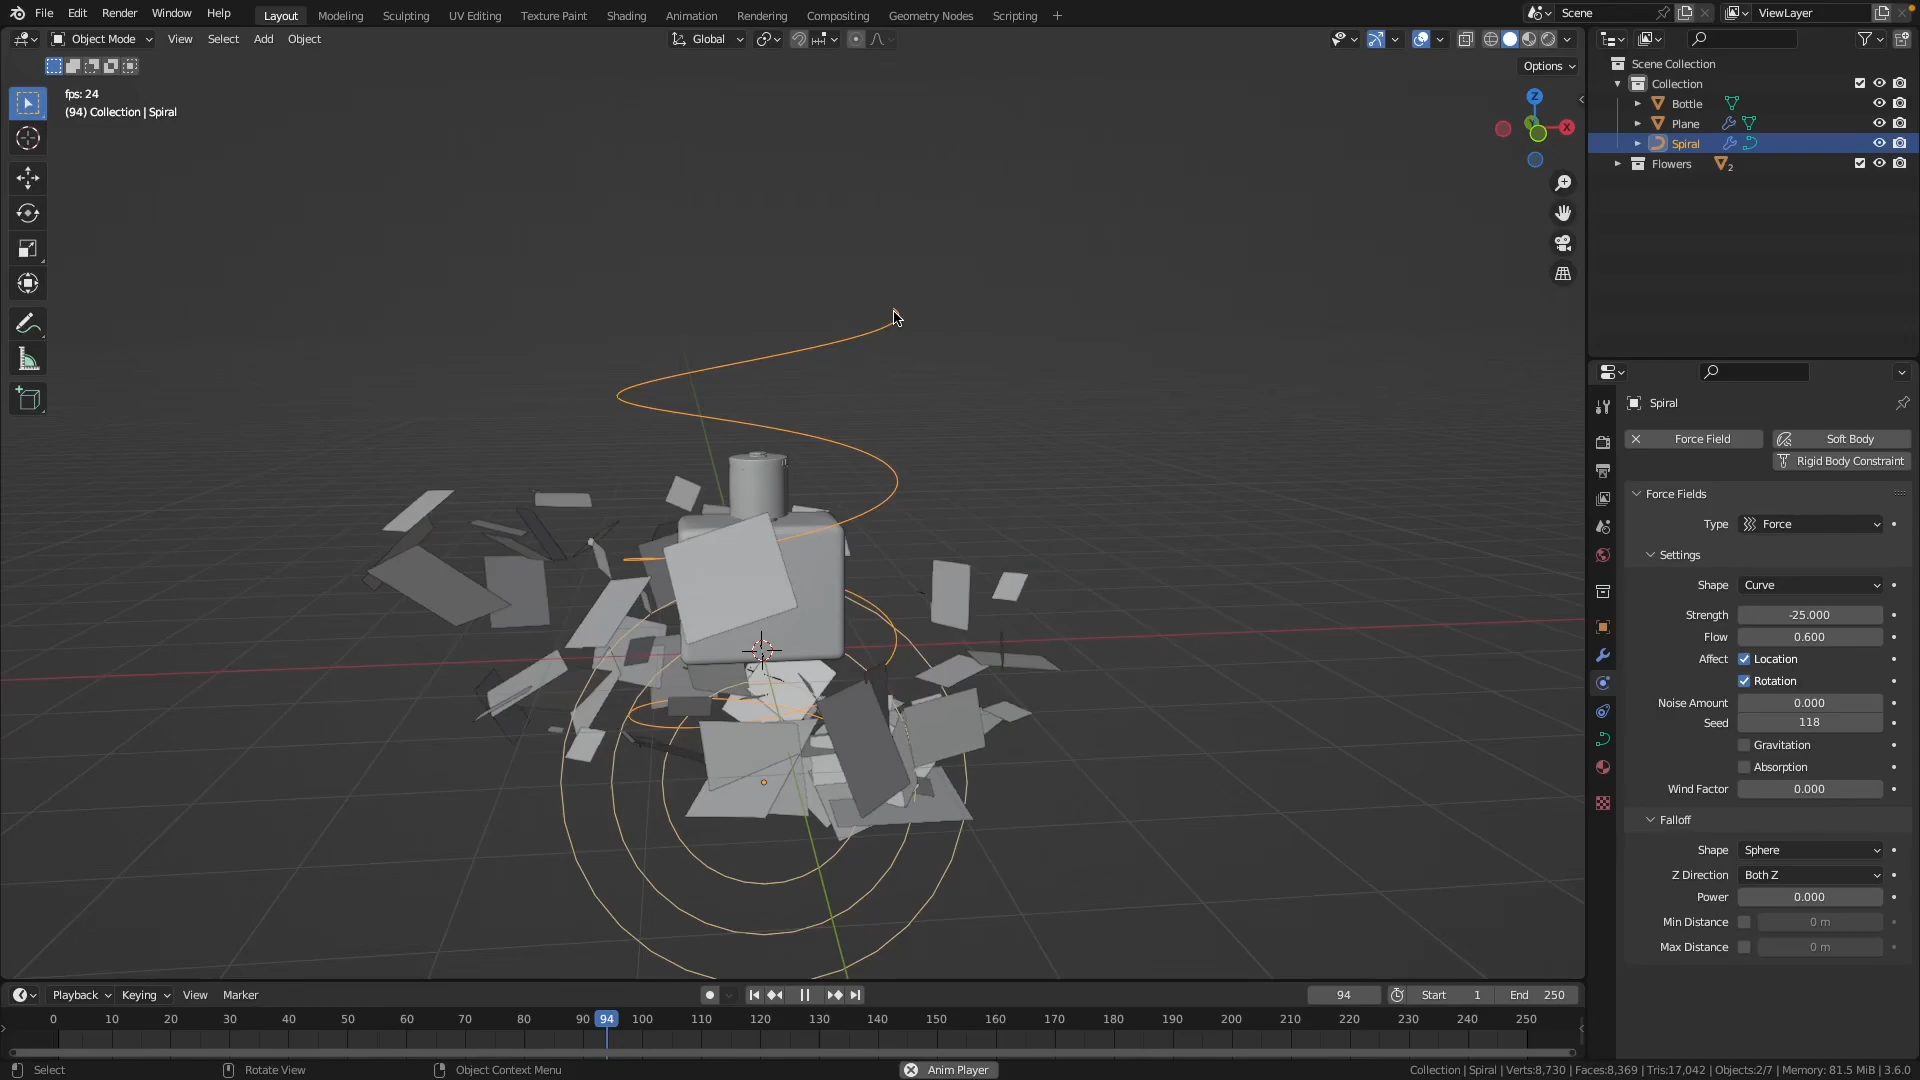 File Edit Render Window Help Layout Modeling Sculpting UV Editing Texture Paint Shading Animation Rendering Compositing Geometry Nodes Scripting + Scene ViewLayer
Object Mode View Select Add Object Global
Options
fps: 24
(94) Collection | Spiral
Z
X
Scene Collection
Collection
Bottle
Plane
Spiral
Flowers 2
Spiral
Force Field Soft Body
Rigid Body Constraint
Force Fields
Type Force
Settings
Shape Curve
Strength -25.000
Flow 0.600
Affect Location
Rotation
Noise Amount 0.000
Seed 118
Gravitation
Absorption
Wind Factor 0.000
Falloff
Shape Sphere
Z Direction Both Z
Power 0.000
Min Distance 0 m
Max Distance 0 m
Playback Keying View Marker 94 Start 1 End 250
0 10 20 30 40 50 60 70 80 90 94 100 110 120 130 140 150 160 170 180 190 200 210 220 230 240 250
Select Rotate View Object Context Menu Anim Player Collection | Spiral | Verts:8,730 | Faces:8,369 | Tris:17,042 | Objects:2/7 | Memory: 81.5 MiB | 3.6.0